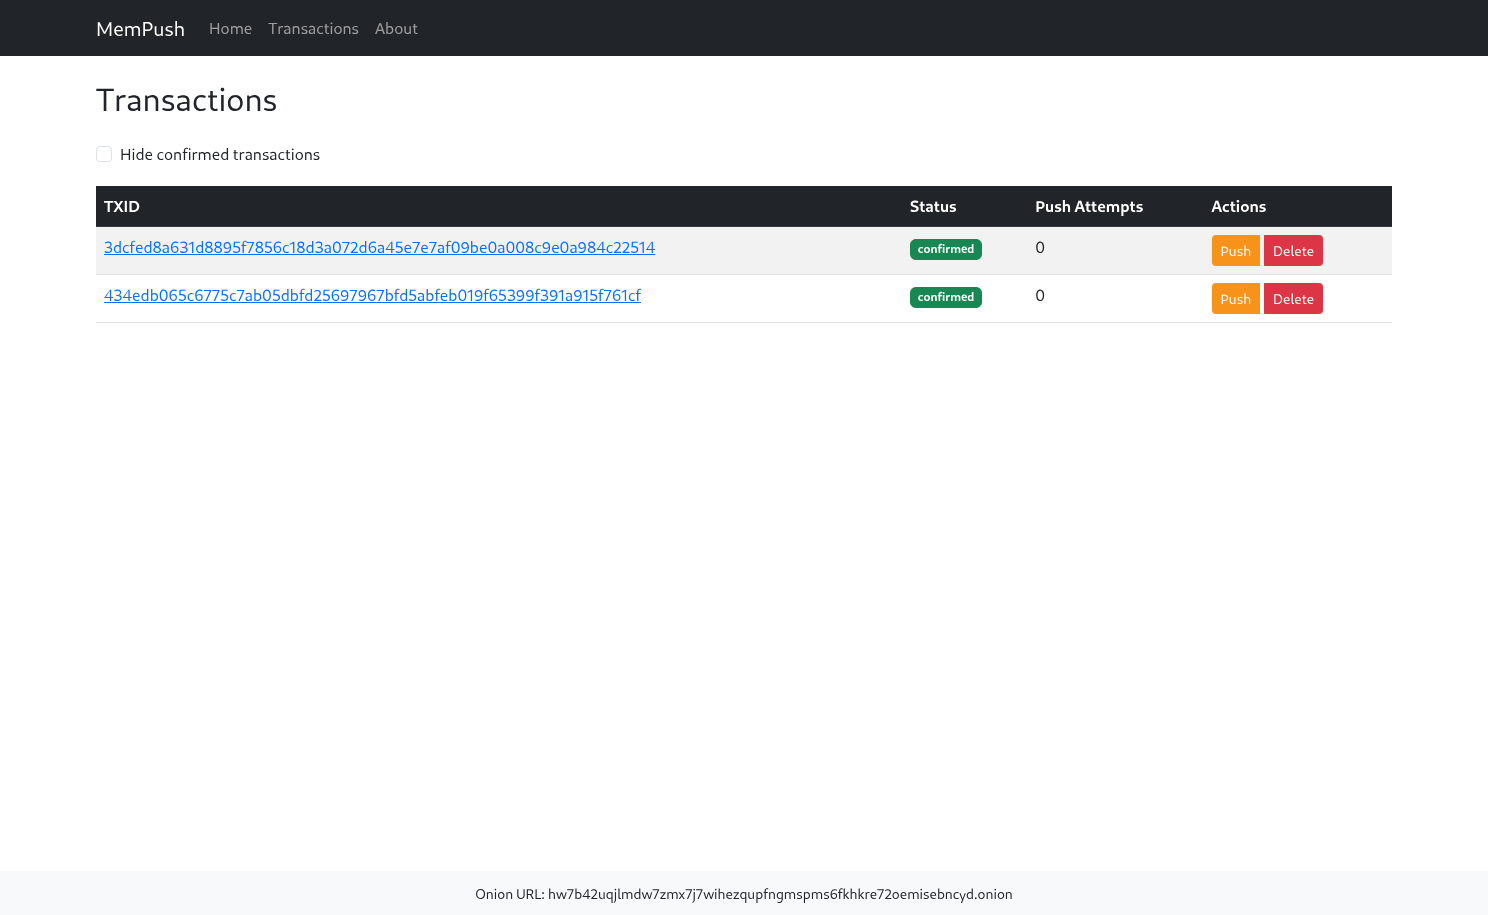 MemPush Home Transactions About
Transactions
Hide confirmed transactions
TXID Status Push Attempts Actions
3dcfed8a631d8895f7856c18d3a072d6a45e7e7af09be0a008c9e0a984c22514 confirmed 0 Push Delete
434edb065c6775c7ab05dbfd25697967bfd5abfeb019f65399f391a915f761cf confirmed 0 Push Delete
Onion URL: hw7b42uqjlmdw7zmx7j7wihezqupfngmspms6fkhkre72oemisebncyd.onion